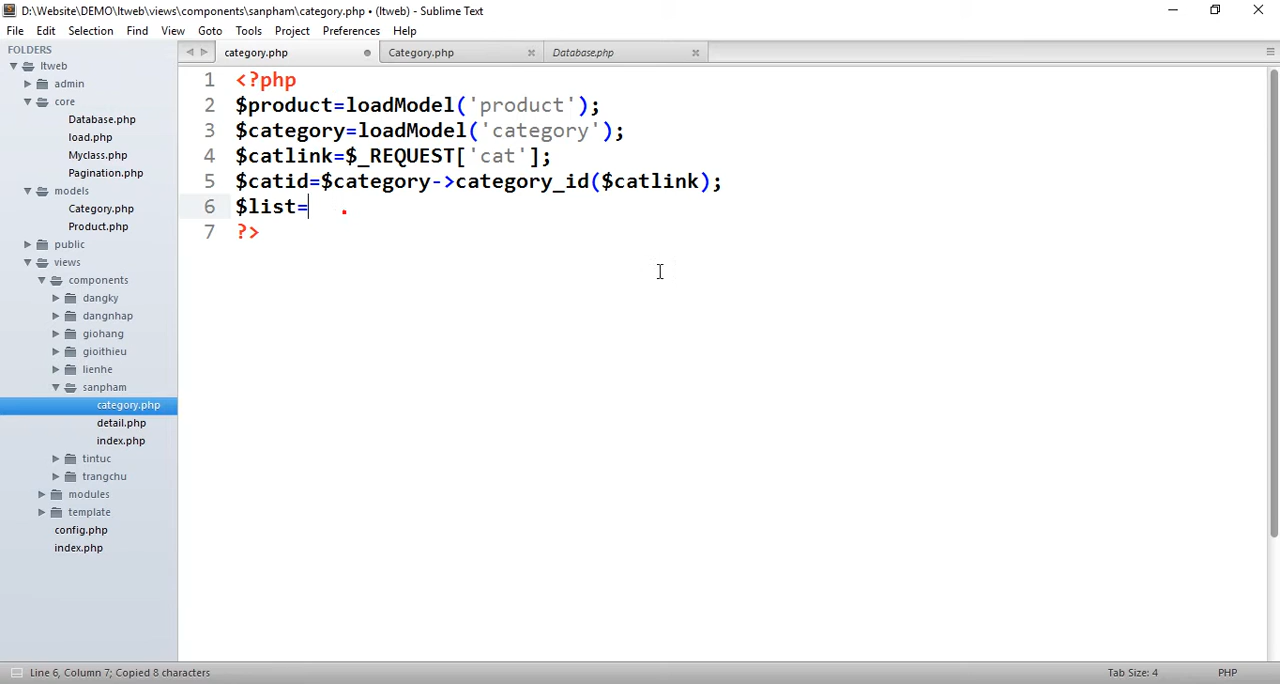 D:\Website\DEMO\ltweb\views\components\sanpham\category.php • (ltweb) - Sublime Text
File Edit Selection Find View Goto Tools Project Preferences Help
FOLDERS
ltweb
admin
core
Database.php
load.php
Myclass.php
Pagination.php
models
Category.php
Product.php
public
views
components
dangky
dangnhap
giohang
gioithieu
lienhe
sanpham
category.php
detail.php
index.php
tintuc
trangchu
modules
template
config.php
index.php
category.php Category.php Database.php
1 <?php
2 $product=loadModel('product');
3 $category=loadModel('category');
4 $catlink=$_REQUEST['cat'];
5 $catid=$category->category_id($catlink);
6 $list=
7 ?>
Line 6, Column 7; Copied 8 characters Tab Size: 4 PHP